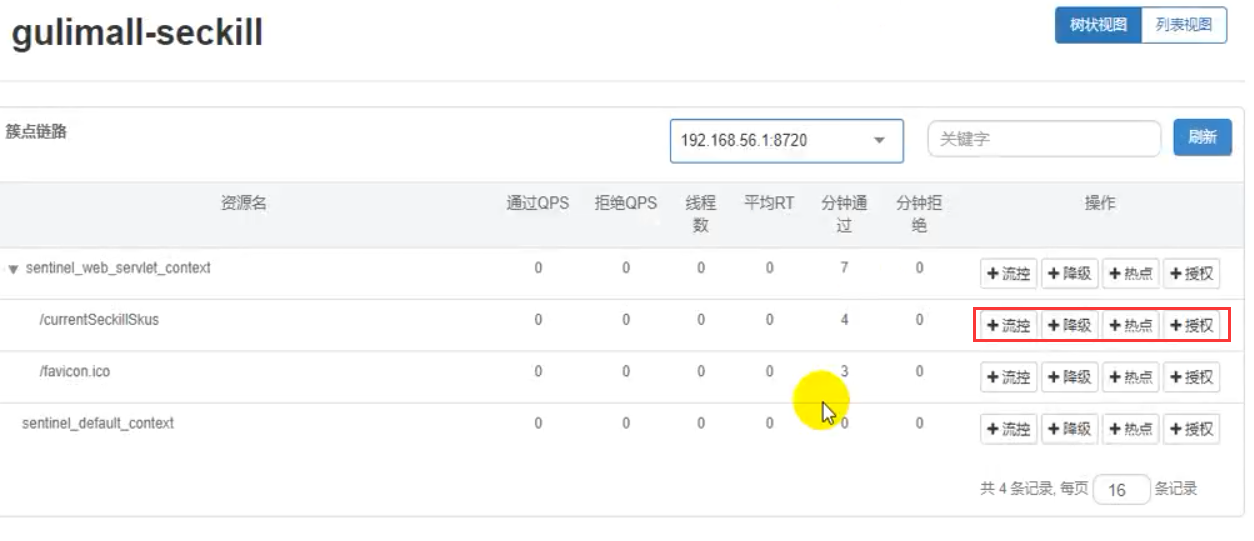 gulimall-seckill
树状视图 列表视图
簇点链路 192.168.56.1:8720 关键字 刷新
资源名 通过QPS 拒绝QPS 线程数 平均RT 分钟通过 分钟拒绝 操作
sentinel_web_servlet_context 0 0 0 0 7 0 流控 降级 热点 授权
/currentSeckillSkus 0 0 0 0 4 0 流控 降级 热点 授权
/favicon.ico 0 0 0 0 3 0 流控 降级 热点 授权
sentinel_default_context 0 0 0 0 0 0 流控 降级 热点 授权
共 4 条记录, 每页 16 条记录